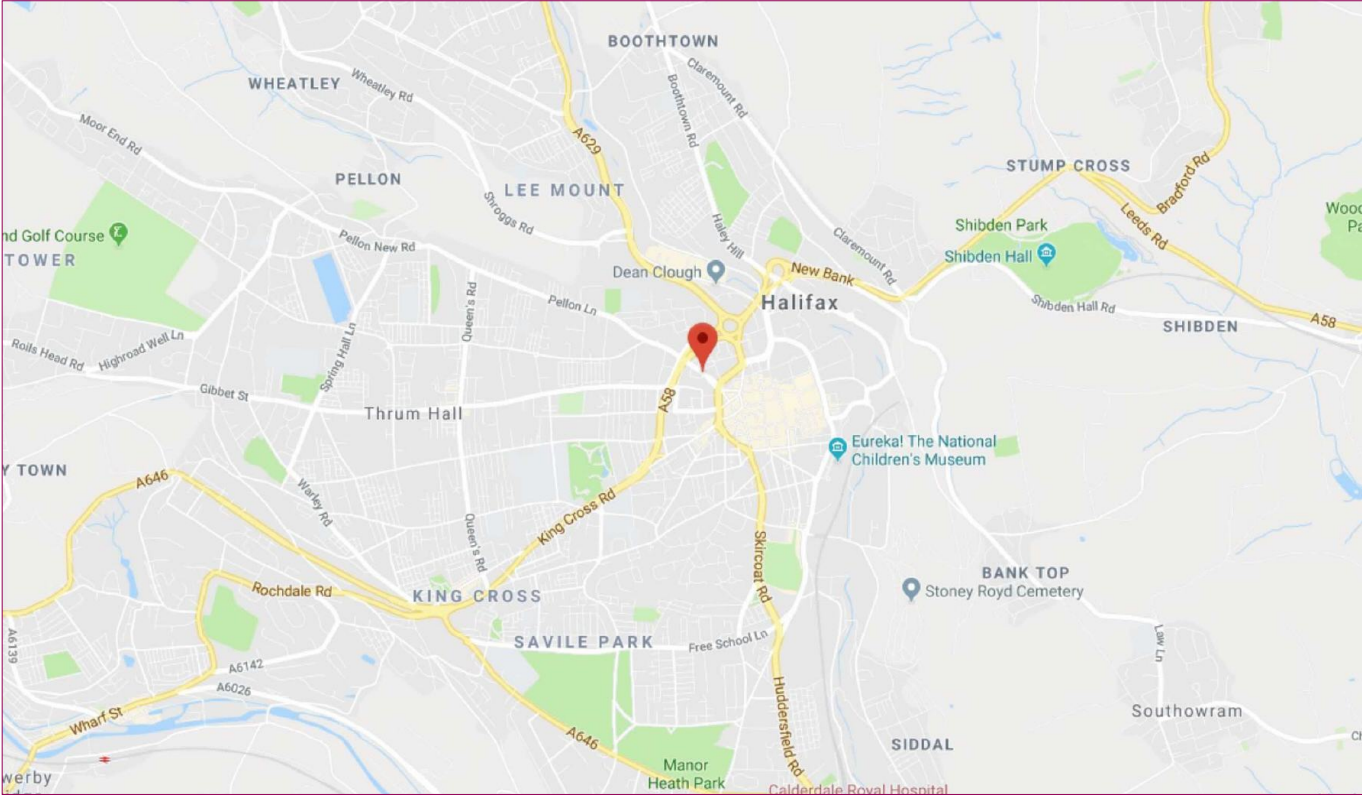 BOOTHTOWN
WHEATLEY
Wheatley Rd
Claremount Rd
Boothtown Rd
Moor End Rd
A629
STUMP CROSS
Bradford Rd
PELLON
LEE MOUNT
Shroggs Rd
Leeds Rd
Shibden Park
nd Golf Course
TOWER
Pellon New Rd
Haley Hill
Claremount Rd
Shibden Hall
Dean Clough
New Bank
Halifax
Queen's Rd
Pellon Ln
Shibden Hall Rd
SHIBDEN
A58
Roils Head Rd
Highroad Well Ln
Spring Hall Ln
Gibbet St
Thrum Hall
A58
Eureka! The National
Children's Museum
Y TOWN
A646
Warley Rd
Queen's Rd
King Cross Rd
Skircoat Rd
BANK TOP
Rochdale Rd
KING CROSS
Stoney Royd Cemetery
A6139
SAVILE PARK
Free School Ln
Law Ln
A6142
A6026
Wharf St
Huddersfield Rd
Southowram
A646
SIDDAL
Manor
Heath Park
werby
Calderdale Royal Hospital